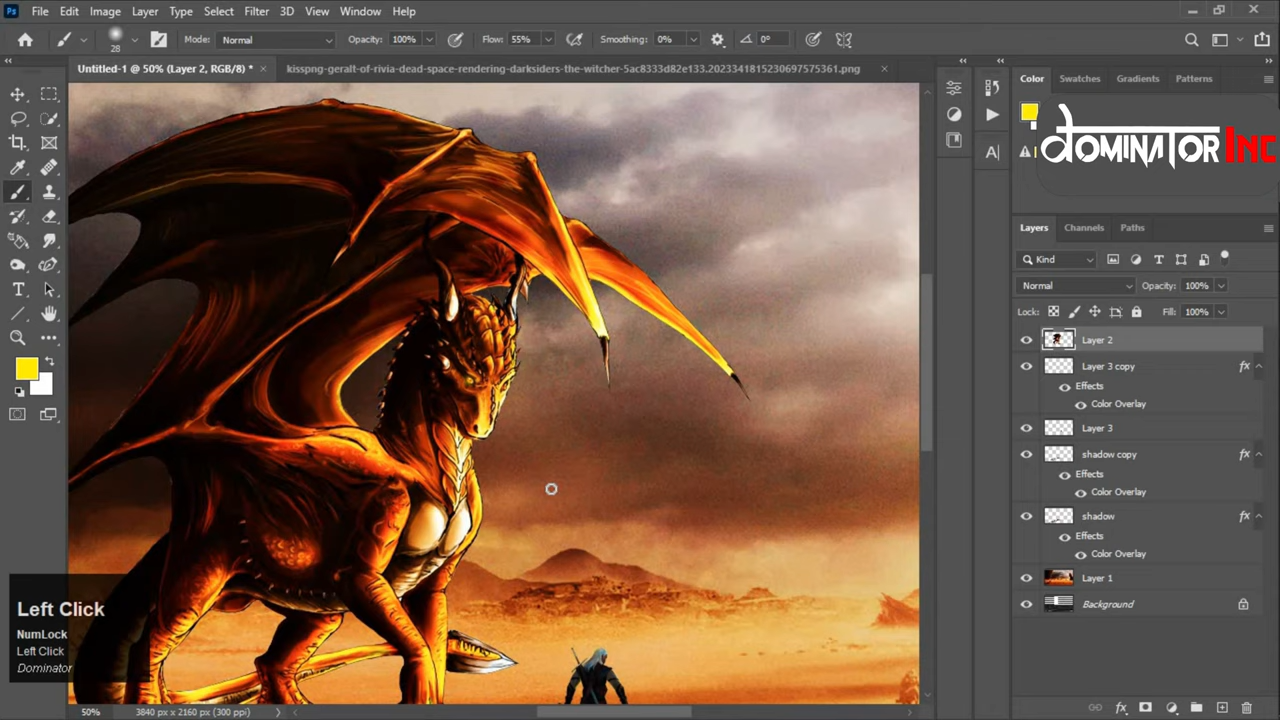 Ps File Edit Image Layer Type Select Filter 3D View Window Help
28 Mode: Normal Opacity: 100% Flow: 55% Smoothing: 0% 0°
Untitled-1 @ 50% (Layer 2, RGB/8) * × kisspng-geralt-of-rivia-dead-space-rendering-darksiders-the-witcher-5ac8333d82e133.2023341815230697575361.png ×
Color Swatches Gradients Patterns
DOMINATOR Inc
Layers Channels Paths
Kind
Normal Opacity: 100%
Lock: Fill: 100%
Layer 2
Layer 3 copy fx
Effects
Color Overlay
Layer 3
shadow copy fx
Effects
Color Overlay
shadow fx
Effects
Color Overlay
Layer 1
Background
Left Click
NumLock
Left Click
Dominator
50% 3840 px x 2160 px (300 ppi)
fx